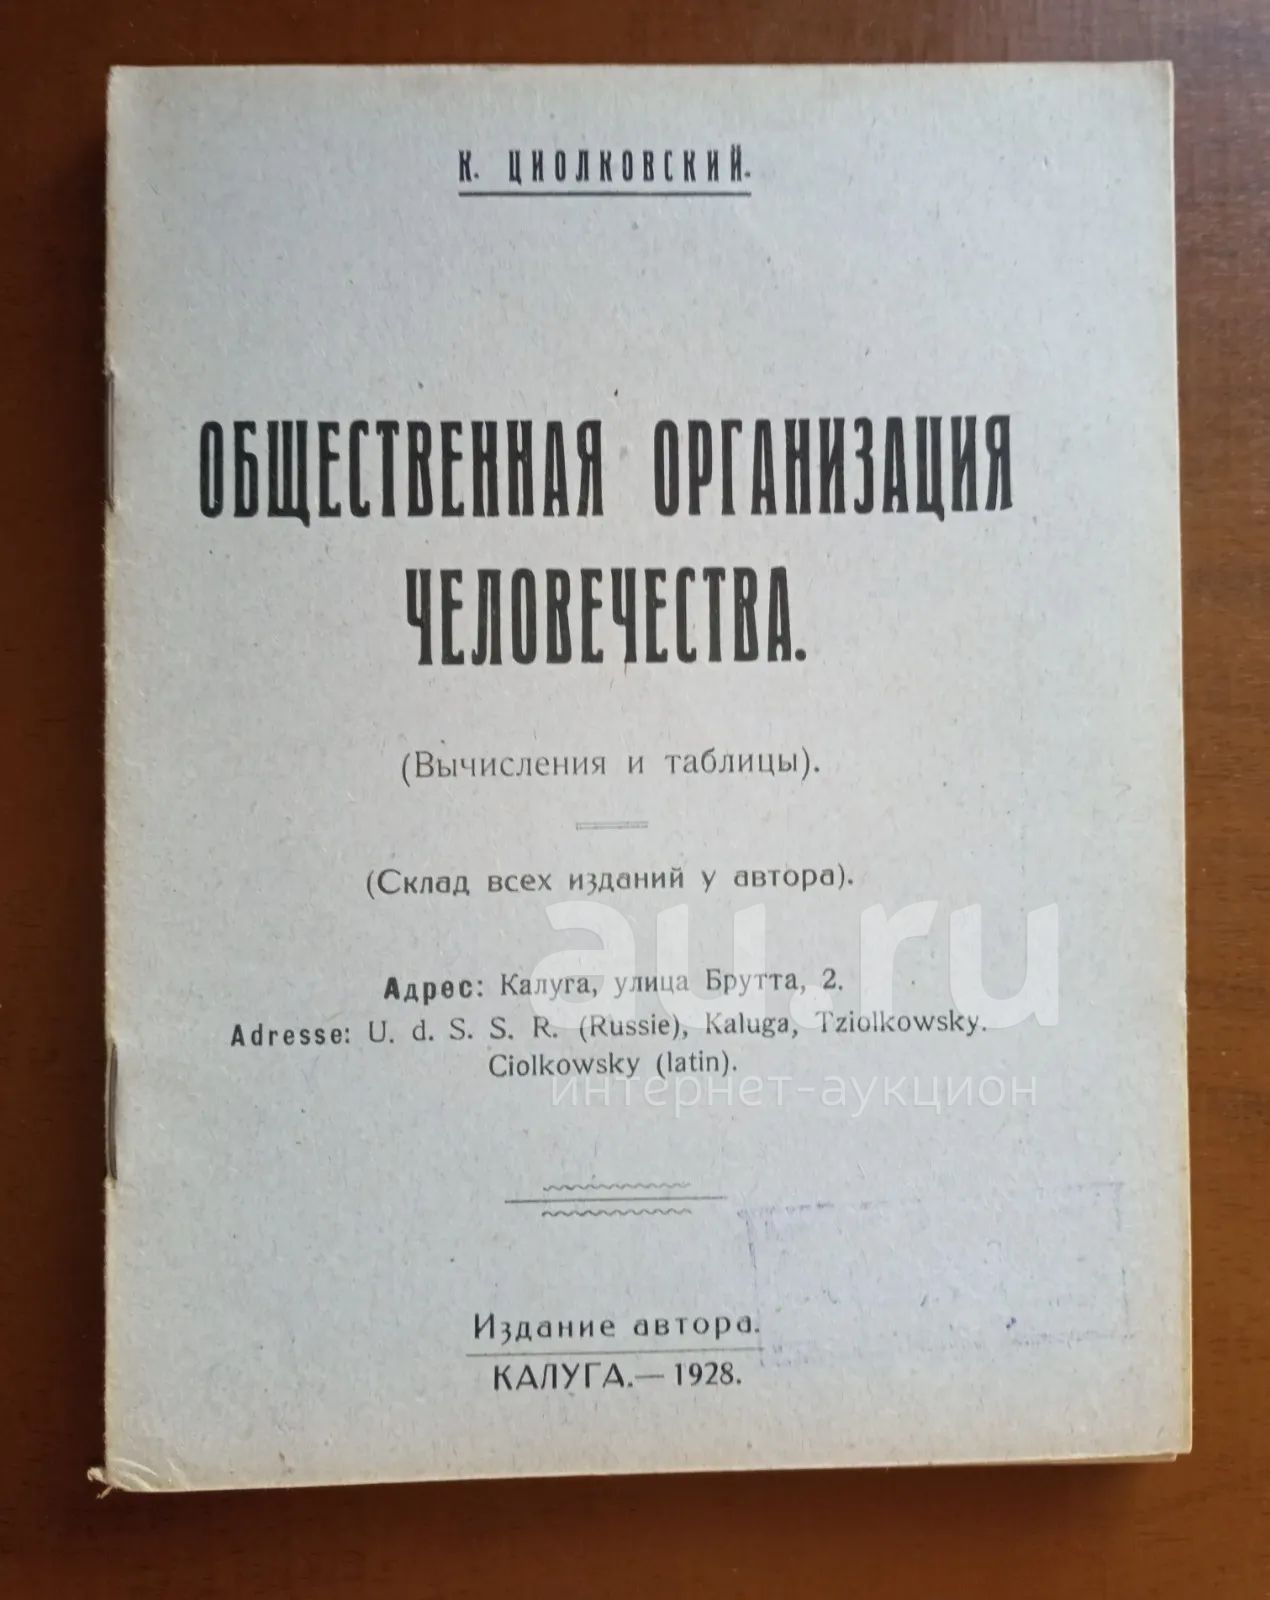 К. ЦИОЛКОВСКИЙ.
ОБЩЕСТВЕННАЯ ОРГАНИЗАЦИЯ
ЧЕЛОВЕЧЕСТВА.
(Вычисления и таблицы).
(Склад всех изданий у автора).
au.ru
Адрес: Калуга, улица Брутта, 2.
Adresse: U. d. S. S. R. (Russie), Kaluga, Tziolkowsky.
Ciolkowsky (latin).
интернет-аукцион
Издание автора.
КАЛУГА.—1928.